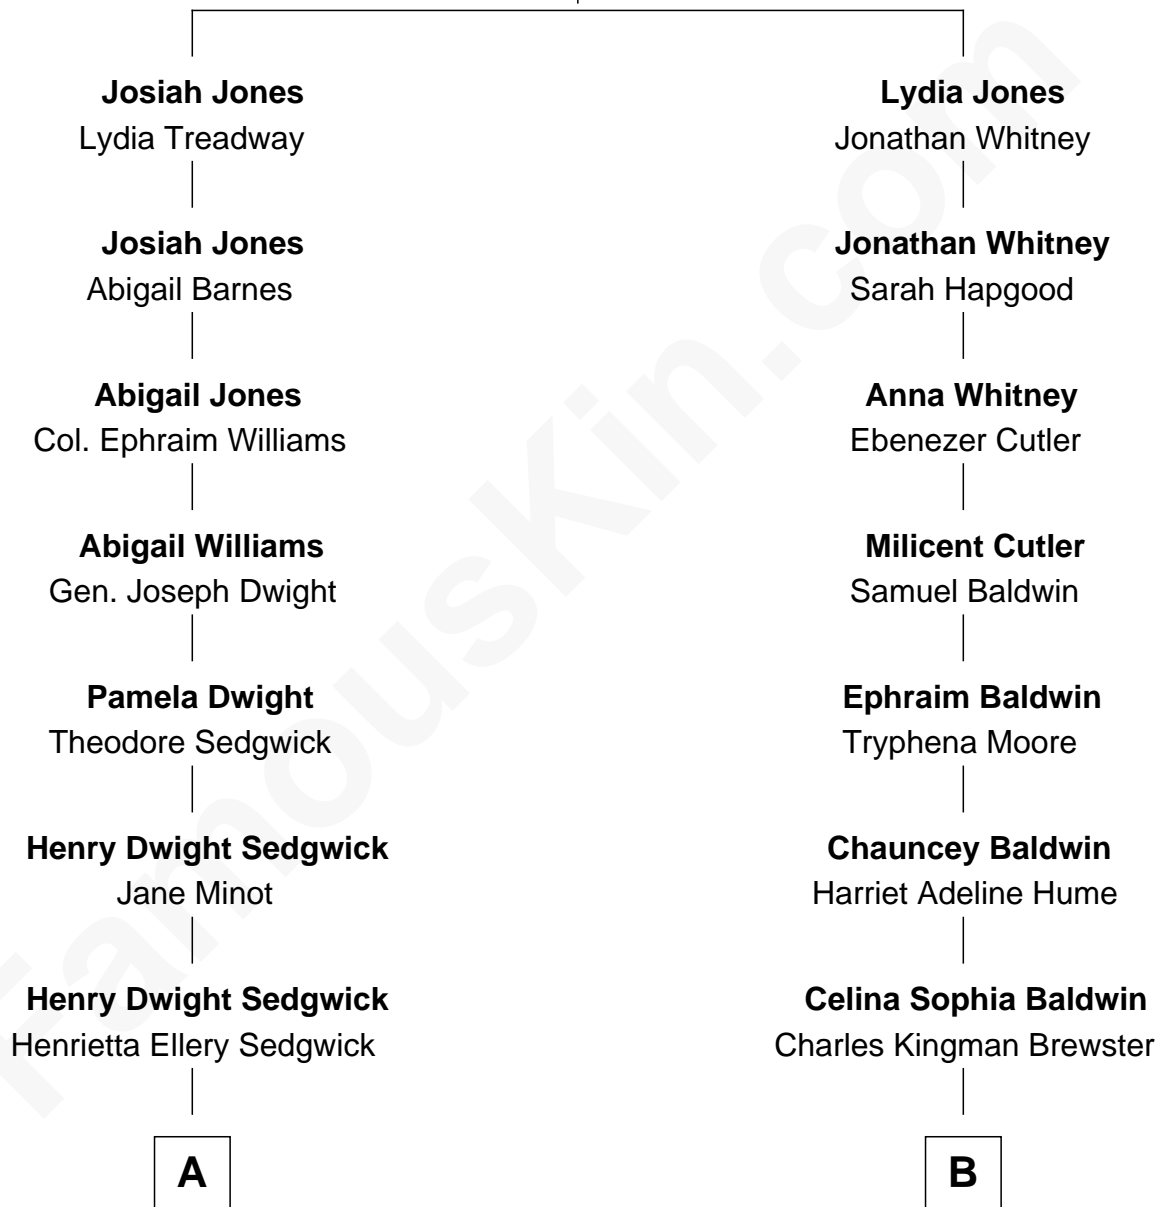 Josiah Jones
Lydia Treadway
Josiah Jones
Abigail Barnes
Abigail Jones
Col. Ephraim Williams
Abigail Williams
Gen. Joseph Dwight
Pamela Dwight
Theodore Sedgwick
Henry Dwight Sedgwick
Jane Minot
Henry Dwight Sedgwick
Henrietta Ellery Sedgwick
A
Lydia Jones
Jonathan Whitney
Jonathan Whitney
Sarah Hapgood
Anna Whitney
Ebenezer Cutler
Milicent Cutler
Samuel Baldwin
Ephraim Baldwin
Tryphena Moore
Chauncey Baldwin
Harriet Adeline Hume
Celina Sophia Baldwin
Charles Kingman Brewster
B
FamousKin.com